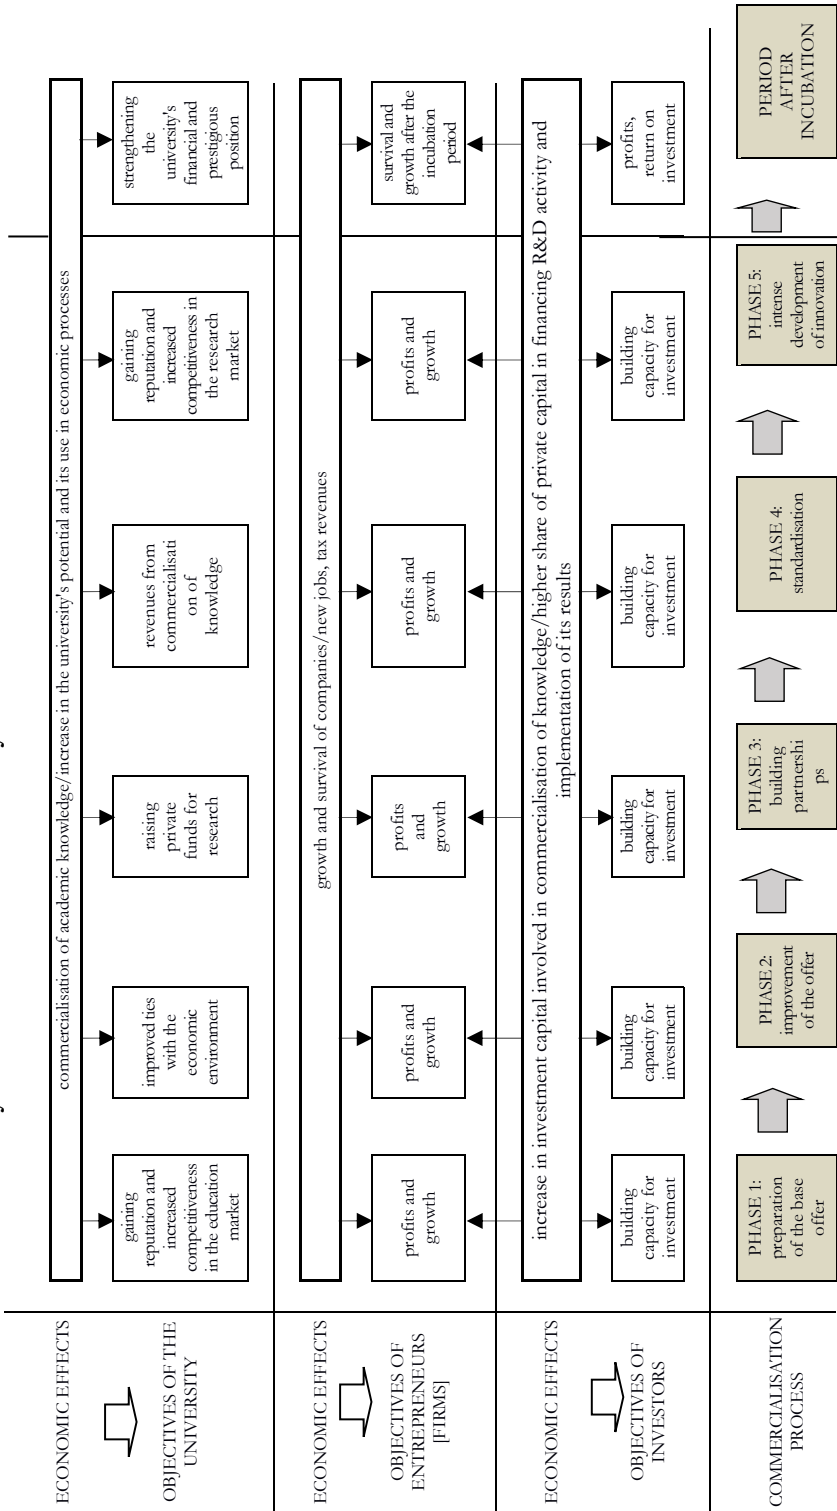 ECONOMIC EFFECTS
commercialisation of academic knowledge/increase in the university's potential and its use in economic processes
OBJECTIVES OF THE
UNIVERSITY
gaining
reputation and
increased
competitiveness
in the education
market
improved ties
with the
economic
environment
raising
private
funds for
research
revenues from
commercialisati
on of
knowledge
gaining
reputation and
increased
competitiveness in
the research
market
strengthening
the
university's
financial and
prestigious
position
ECONOMIC EFFECTS
growth and survival of companies/new jobs, tax revenues
OBJECTIVES OF
ENTREPRENEURS
[FIRMS]
profits and
growth
profits and
growth
profits
and
growth
profits and
growth
profits and
growth
survival and
growth after the
incubation
period
ECONOMIC EFFECTS
increase in investment capital involved in commercialisation of knowledge/higher share of private capital in financing R&D activity and
implementation of its results
OBJECTIVES OF
INVESTORS
building
capacity for
investment
building
capacity for
investment
building
capacity for
investment
building
capacity for
investment
building
capacity for
investment
profits,
return on
investment
COMMERCIALISATION
PROCESS
PHASE 1:
preparation
of the base
offer
PHASE 2:
improvement
of the offer
PHASE 3:
building
partnershi
ps
PHASE 4:
standardisation
PHASE 5:
intense
development
of innovation
PERIOD
AFTER
INCUBATION